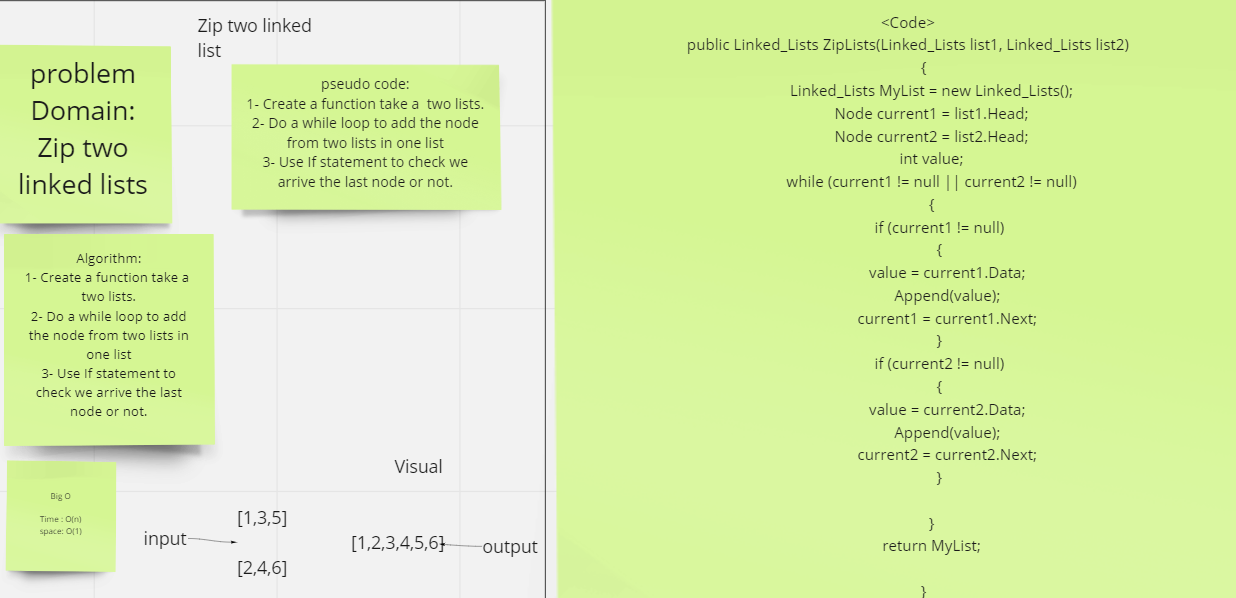 Zip two linked
list
problem
Domain:
Zip two
linked lists
pseudo code:
1- Create a function take a  two lists.
2- Do a while loop to add the node
from two lists in one list
3- Use If statement to check we
arrive the last node or not.
Algorithm:
1- Create a function take a
two lists.
2- Do a while loop to add
the node from two lists in
one list
3- Use If statement to
check we arrive the last
node or not.
Big O
Time : O(n)
space: O(1)
Visual
input
[1,3,5]
[2,4,6]
[1,2,3,4,5,6]
output
<Code>
public Linked_Lists ZipLists(Linked_Lists list1, Linked_Lists list2)
{
Linked_Lists MyList = new Linked_Lists();
Node current1 = list1.Head;
Node current2 = list2.Head;
int value;
while (current1 != null || current2 != null)
{
if (current1 != null)
{
value = current1.Data;
Append(value);
current1 = current1.Next;
}
if (current2 != null)
{
value = current2.Data;
Append(value);
current2 = current2.Next;
}
}
return MyList;
}